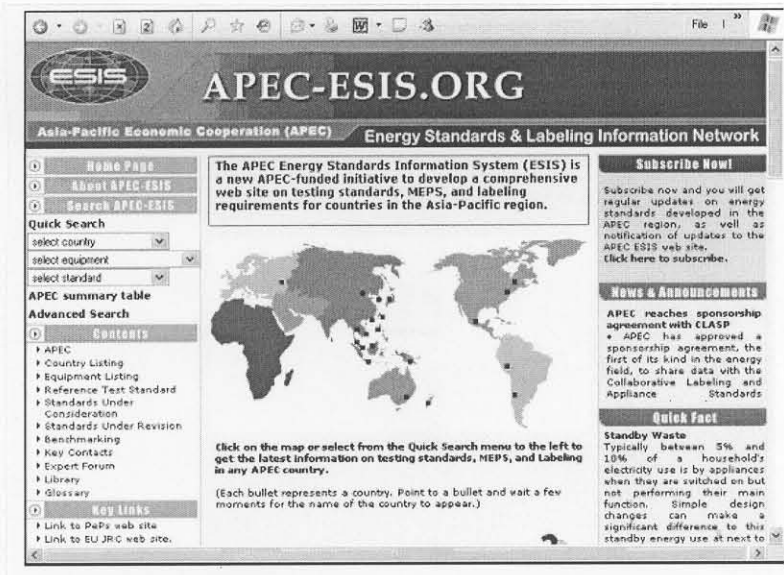 File
ESIS
APEC-ESIS.ORG
Asia-Pacific Economic Cooperation (APEC)
Energy Standards & Labeling Information Network
Home Page
About APEC-ESIS
Search APEC-ESIS
Quick Search
select country
select equipment
select standard
APEC summary table
Advanced Search
Contents
APEC
Country Listing
Equipment Listing
Reference Test Standard
Standards Under
Consideration
Standards Under Revision
Benchmarking
Key Contacts
Expert Forum
Library
Glossary
Key Links
Link to PePs web site
Link to EU JRC web site.
The APEC Energy Standards Information System (ESIS) is
a new APEC-funded initiative to develop a comprehensive
web site on testing standards, MEPS, and labeling
requirements for countries in the Asia-Pacific region.
Click on the map or select from the Quick Search menu to the left to
get the latest information on testing standards, MEPS, and Labeling
in any APEC country.
(Each bullet represents a country. Point to a bullet and wait a few
moments for the name of the country to appear.)
Subscribe Now!
Subscribe now and you will get
regular updates on energy
standards developed in the
APEC region, as well as
notification of updates to the
APEC ESIS web site.
Click here to subscribe.
News & Announcements
APEC reaches sponsorship
agreement with CLASP
• APEC has approved a
sponsorship agreement, the
first of its kind in the energy
field, to share data with the
Collaborative Labeling and
Appliance Standards
Quick Fact
Standby Waste
Typically between 5% and
10% of a household's
electricity use is by appliances
when they are switched on but
not performing their main
function. Simple design
changes can make a
significant difference to this
standby energy use at next to